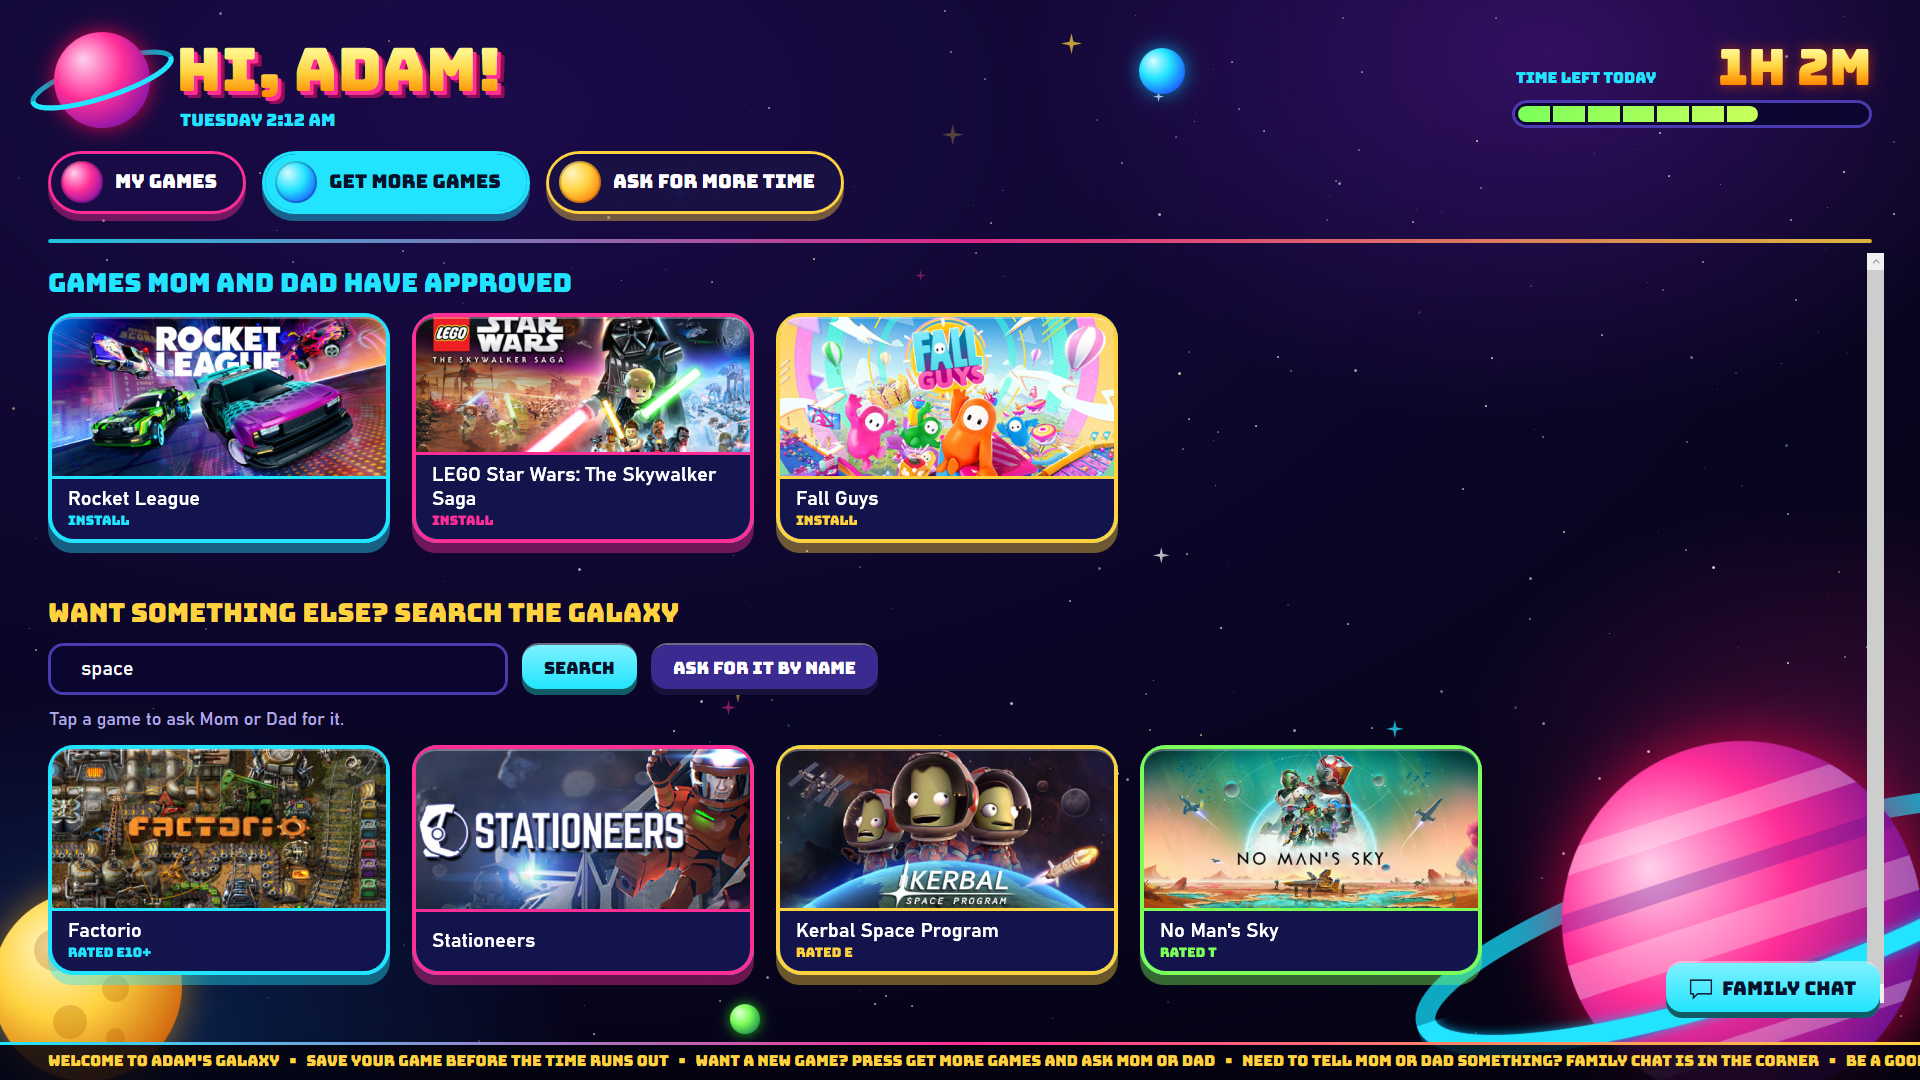 HI, ADAM!
TUESDAY 2:12 AM
TIME LEFT TODAY
1H 2M
MY GAMES
GET MORE GAMES
ASK FOR MORE TIME
GAMES MOM AND DAD HAVE APPROVED
ROCKET
LEAGUE
Rocket League
INSTALL
LEGO STAR
WARS
THE SKYWALKER SAGA
LEGO Star Wars: The Skywalker
Saga
INSTALL
FALL
GUYS
Fall Guys
INSTALL
WANT SOMETHING ELSE? SEARCH THE GALAXY
space
SEARCH
ASK FOR IT BY NAME
Tap a game to ask Mom or Dad for it.
FACTORIO
Factorio
RATED E10+
STATIONEERS
Stationeers
KERBAL
SPACE PROGRAM
Kerbal Space Program
RATED E
NO MAN'S SKY
No Man's Sky
RATED T
FAMILY CHAT
WELCOME TO ADAM'S GALAXY ▪ SAVE YOUR GAME BEFORE THE TIME RUNS OUT ▪ WANT A NEW GAME? PRESS GET MORE GAMES AND ASK MOM OR DAD ▪ NEED TO TELL MOM OR DAD SOMETHING? FAMILY CHAT IS IN THE CORNER ▪ BE A